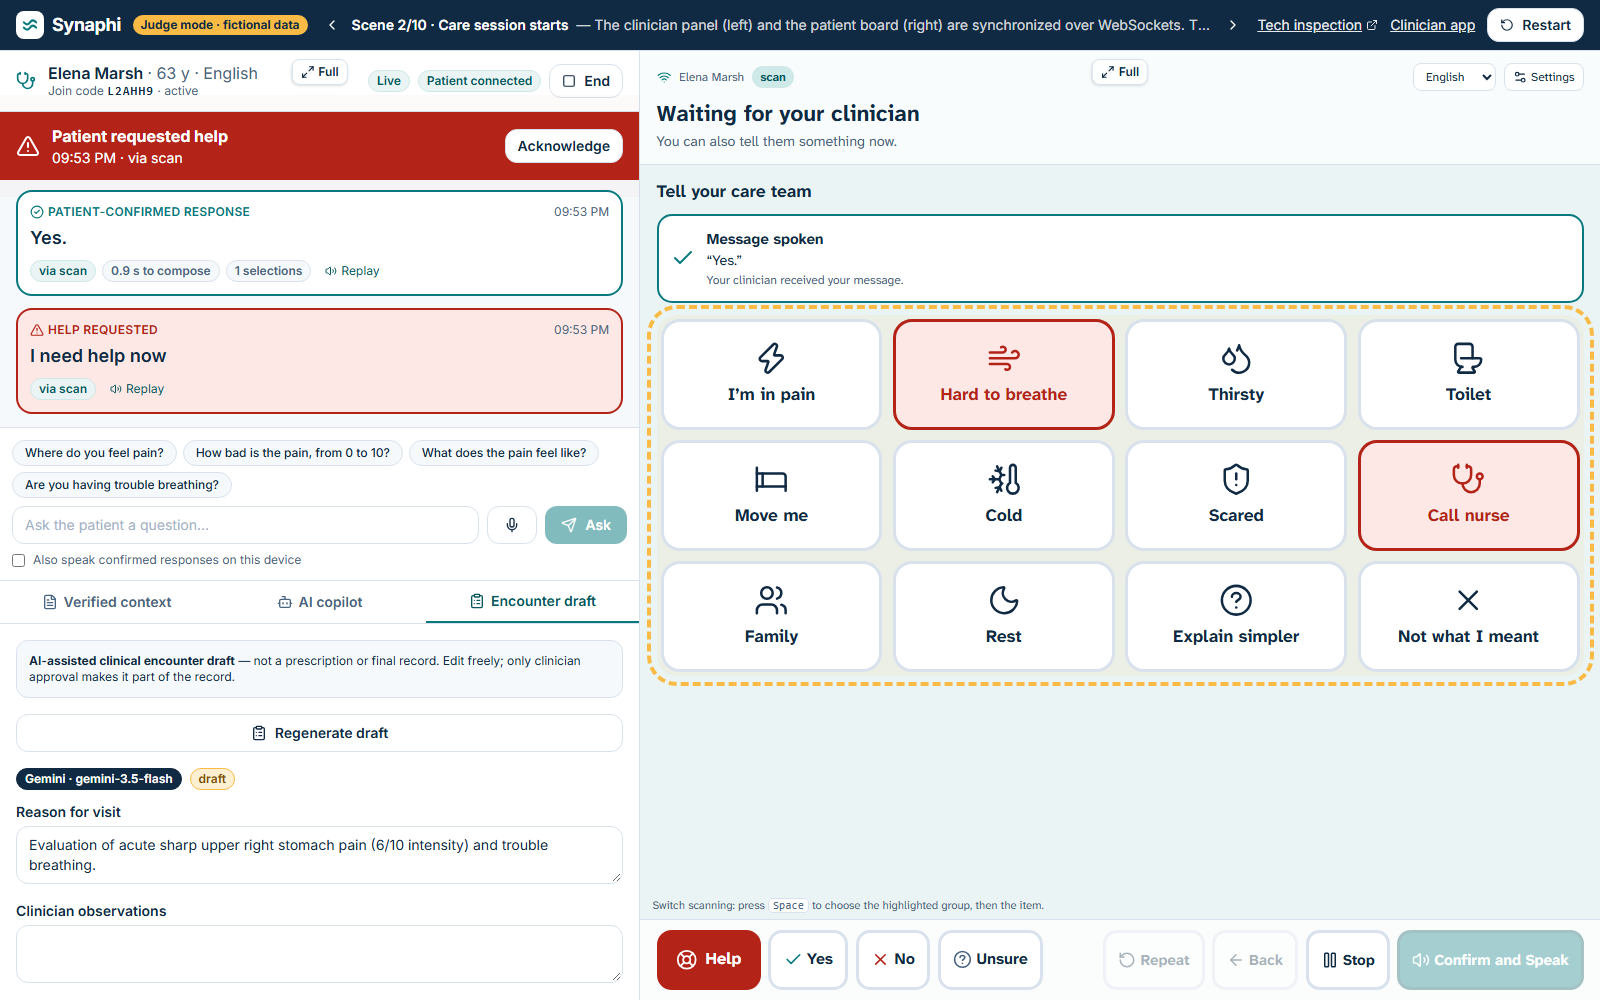 Synaphi
Judge mode · fictional data
Scene 2/10 · Care session starts — The clinician panel (left) and the patient board (right) are synchronized over WebSockets. T...
Tech inspection
Clinician app
Restart
Elena Marsh · 63 y · English
Join code L2AHH9 · active
Full
Live
Patient connected
End
Patient requested help
09:53 PM · via scan
Acknowledge
PATIENT-CONFIRMED RESPONSE
09:53 PM
Yes.
via scan
0.9 s to compose
1 selections
Replay
HELP REQUESTED
09:53 PM
I need help now
via scan
Replay
Where do you feel pain?
How bad is the pain, from 0 to 10?
What does the pain feel like?
Are you having trouble breathing?
Ask the patient a question...
Ask
Also speak confirmed responses on this device
Verified context
AI copilot
Encounter draft
AI-assisted clinical encounter draft — not a prescription or final record. Edit freely; only clinician
approval makes it part of the record.
Regenerate draft
Gemini · gemini-3.5-flash
draft
Reason for visit
Evaluation of acute sharp upper right stomach pain (6/10 intensity) and trouble
breathing.
Clinician observations
Elena Marsh
scan
Full
English
Settings
Waiting for your clinician
You can also tell them something now.
Tell your care team
Message spoken
“Yes.”
Your clinician received your message.
I’m in pain
Hard to breathe
Thirsty
Toilet
Move me
Cold
Scared
Call nurse
Family
Rest
Explain simpler
Not what I meant
Switch scanning: press Space to choose the highlighted group, then the item.
Help
Yes
No
Unsure
Repeat
Back
Stop
Confirm and Speak